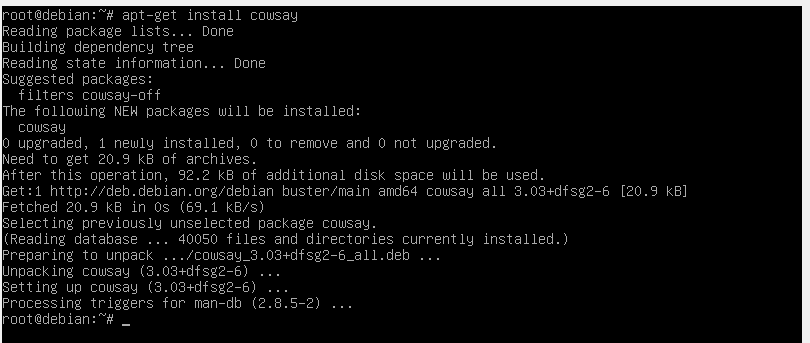 root@debian:~# apt-get install cowsay
Reading package lists... Done
Building dependency tree
Reading state information... Done
Suggested packages:
  filters cowsay-off
The following NEW packages will be installed:
  cowsay
0 upgraded, 1 newly installed, 0 to remove and 0 not upgraded.
Need to get 20.9 kB of archives.
After this operation, 92.2 kB of additional disk space will be used.
Get:1 http://deb.debian.org/debian buster/main amd64 cowsay all 3.03+dfsg2-6 [20.9 kB]
Fetched 20.9 kB in 0s (69.1 kB/s)
Selecting previously unselected package cowsay.
(Reading database ... 40050 files and directories currently installed.)
Preparing to unpack .../cowsay_3.03+dfsg2-6_all.deb ...
Unpacking cowsay (3.03+dfsg2-6) ...
Setting up cowsay (3.03+dfsg2-6) ...
Processing triggers for man-db (2.8.5-2) ...
root@debian:~# _